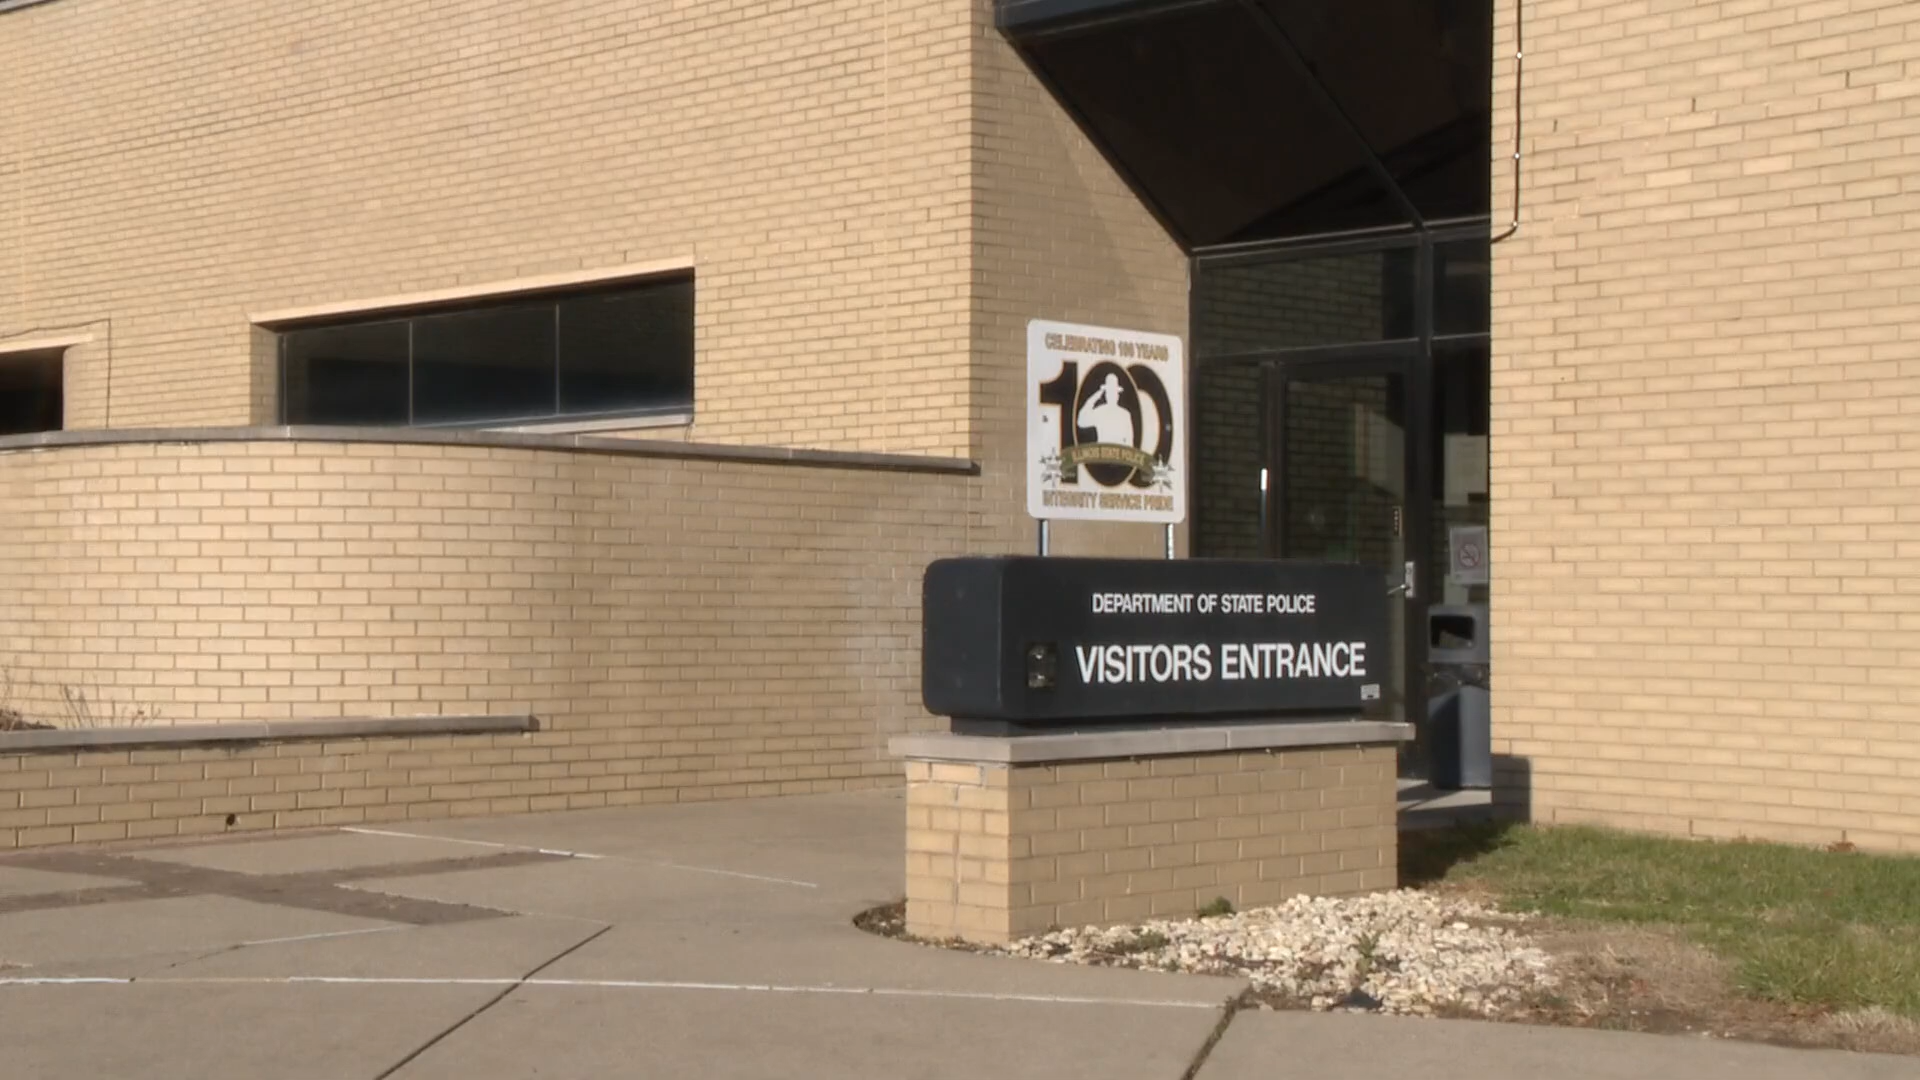 CELEBRATING 100 YEARS
100
ILLINOIS STATE POLICE
INTEGRITY SERVICE PRIDE
DEPARTMENT OF STATE POLICE
VISITORS ENTRANCE